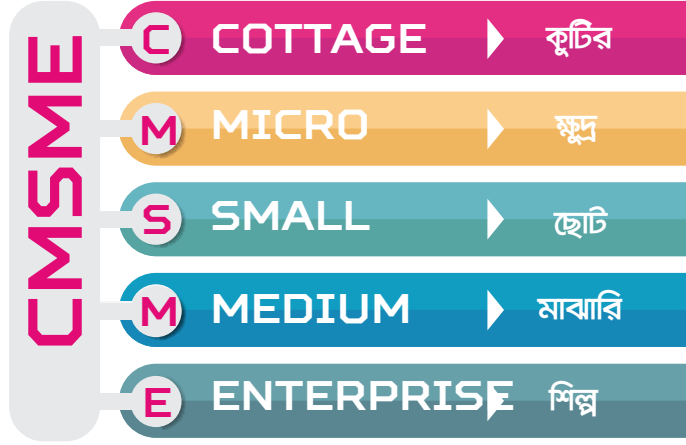 CMSME
C COTTAGE কুটির
M MICRO ক্ষুদ্র
S SMALL ছোট
M MEDIUM মাঝারি
E ENTERPRISE শিল্প